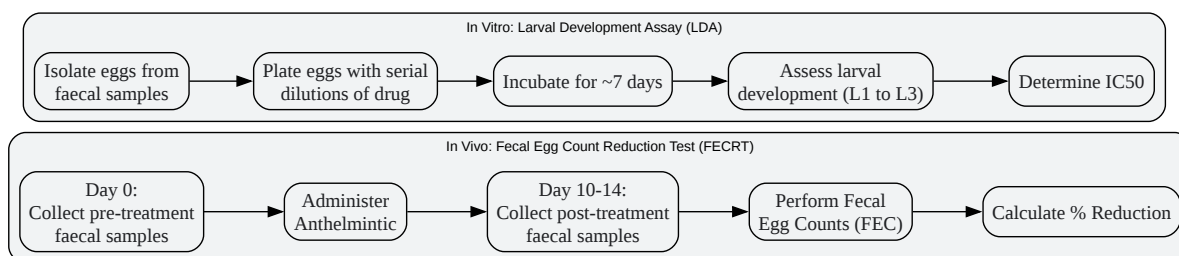 In Vitro: Larval Development Assay (LDA)
Isolate eggs from
faecal samples
Plate eggs with serial
dilutions of drug
Incubate for ~7 days
Assess larval
development (L1 to L3)
Determine IC50
In Vivo: Fecal Egg Count Reduction Test (FECRT)
Day 0:
Collect pre-treatment
faecal samples
Administer
Anthelmintic
Day 10-14:
Collect post-treatment
faecal samples
Perform Fecal
Egg Counts (FEC)
Calculate % Reduction